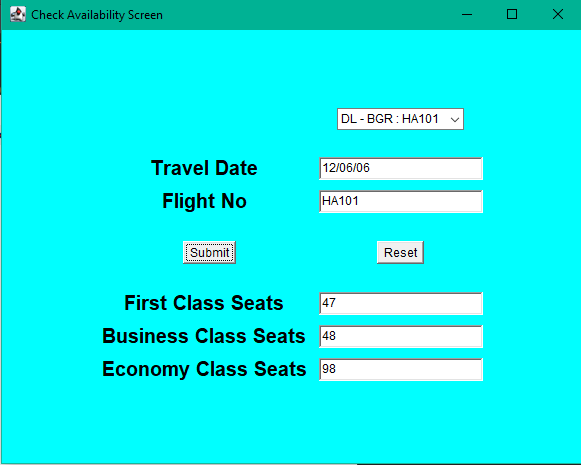 Check Availability Screen
DL - BGR : HA101
Travel Date 12/06/06
Flight No HA101
Submit Reset
First Class Seats 47
Business Class Seats 48
Economy Class Seats 98